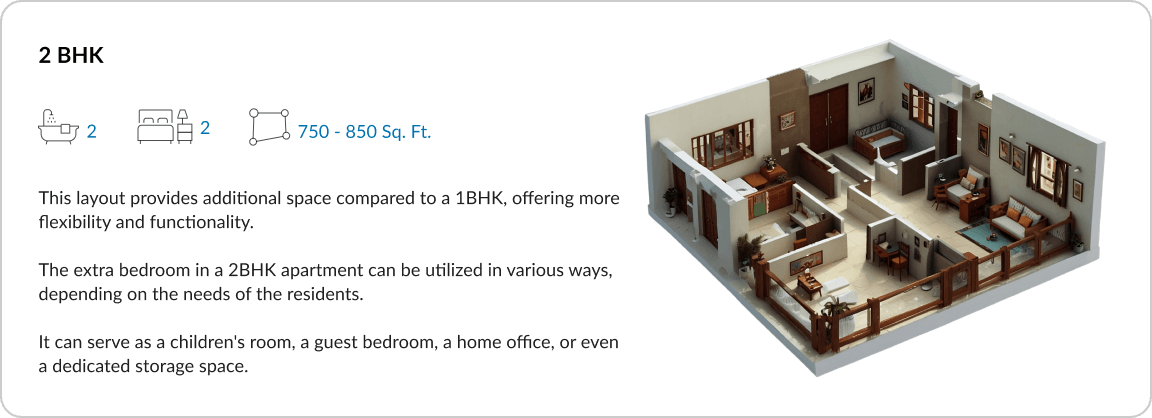 2 BHK
2
2
750 - 850 Sq. Ft.
This layout provides additional space compared to a 1BHK, offering more
flexibility and functionality.
The extra bedroom in a 2BHK apartment can be utilized in various ways,
depending on the needs of the residents.
It can serve as a children's room, a guest bedroom, a home office, or even
a dedicated storage space.